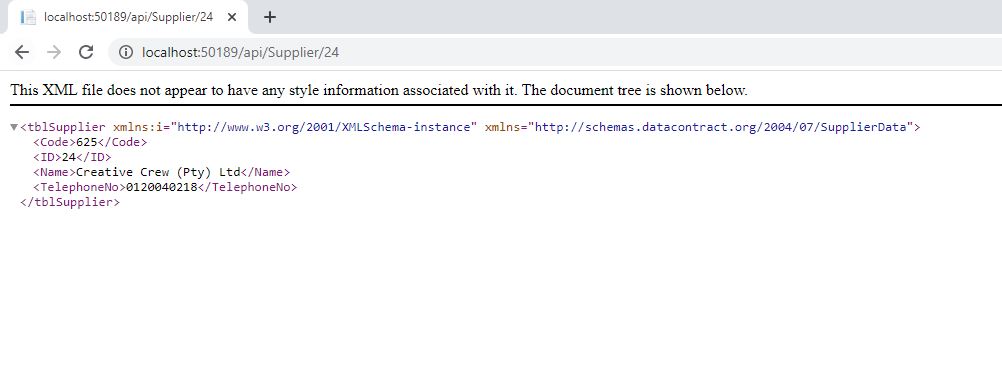 localhost:50189/api/Supplier/24
localhost:50189/api/Supplier/24
This XML file does not appear to have any style information associated with it. The document tree is shown below.
<tblSupplier xmlns:i="http://www.w3.org/2001/XMLSchema-instance" xmlns="http://schemas.datacontract.org/2004/07/SupplierData">
<Code>625</Code>
<ID>24</ID>
<Name>Creative Crew (Pty) Ltd</Name>
<TelephoneNo>0120040218</TelephoneNo>
</tblSupplier>